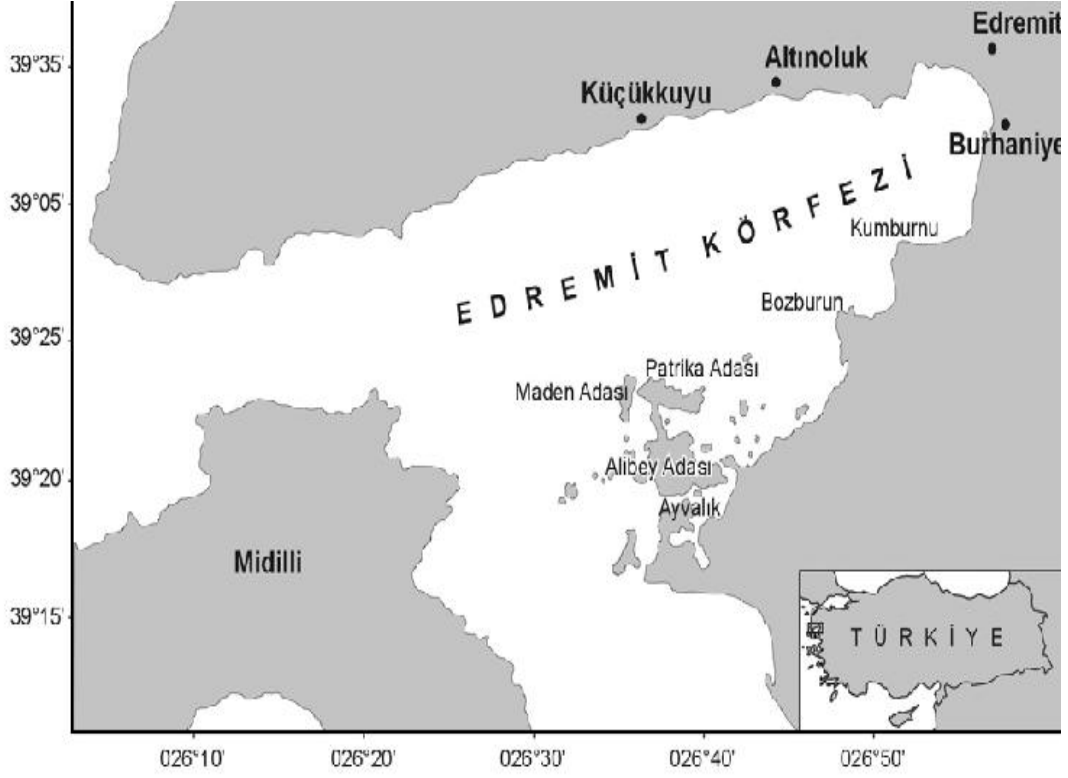 Edremit
39°35'
Altınoluk
Küçükkuyu
Burhaniye
39°05'
EDREMİT KÖRFEZİ
Kumburnu
Bozburun
39°25'
Patrika Adası
Maden Adası
Alibey Adası
39°20'
Ayvalık
Midilli
39°15'
TÜRKİYE
026°10'
026°20'
026°30'
026°40'
026°50'